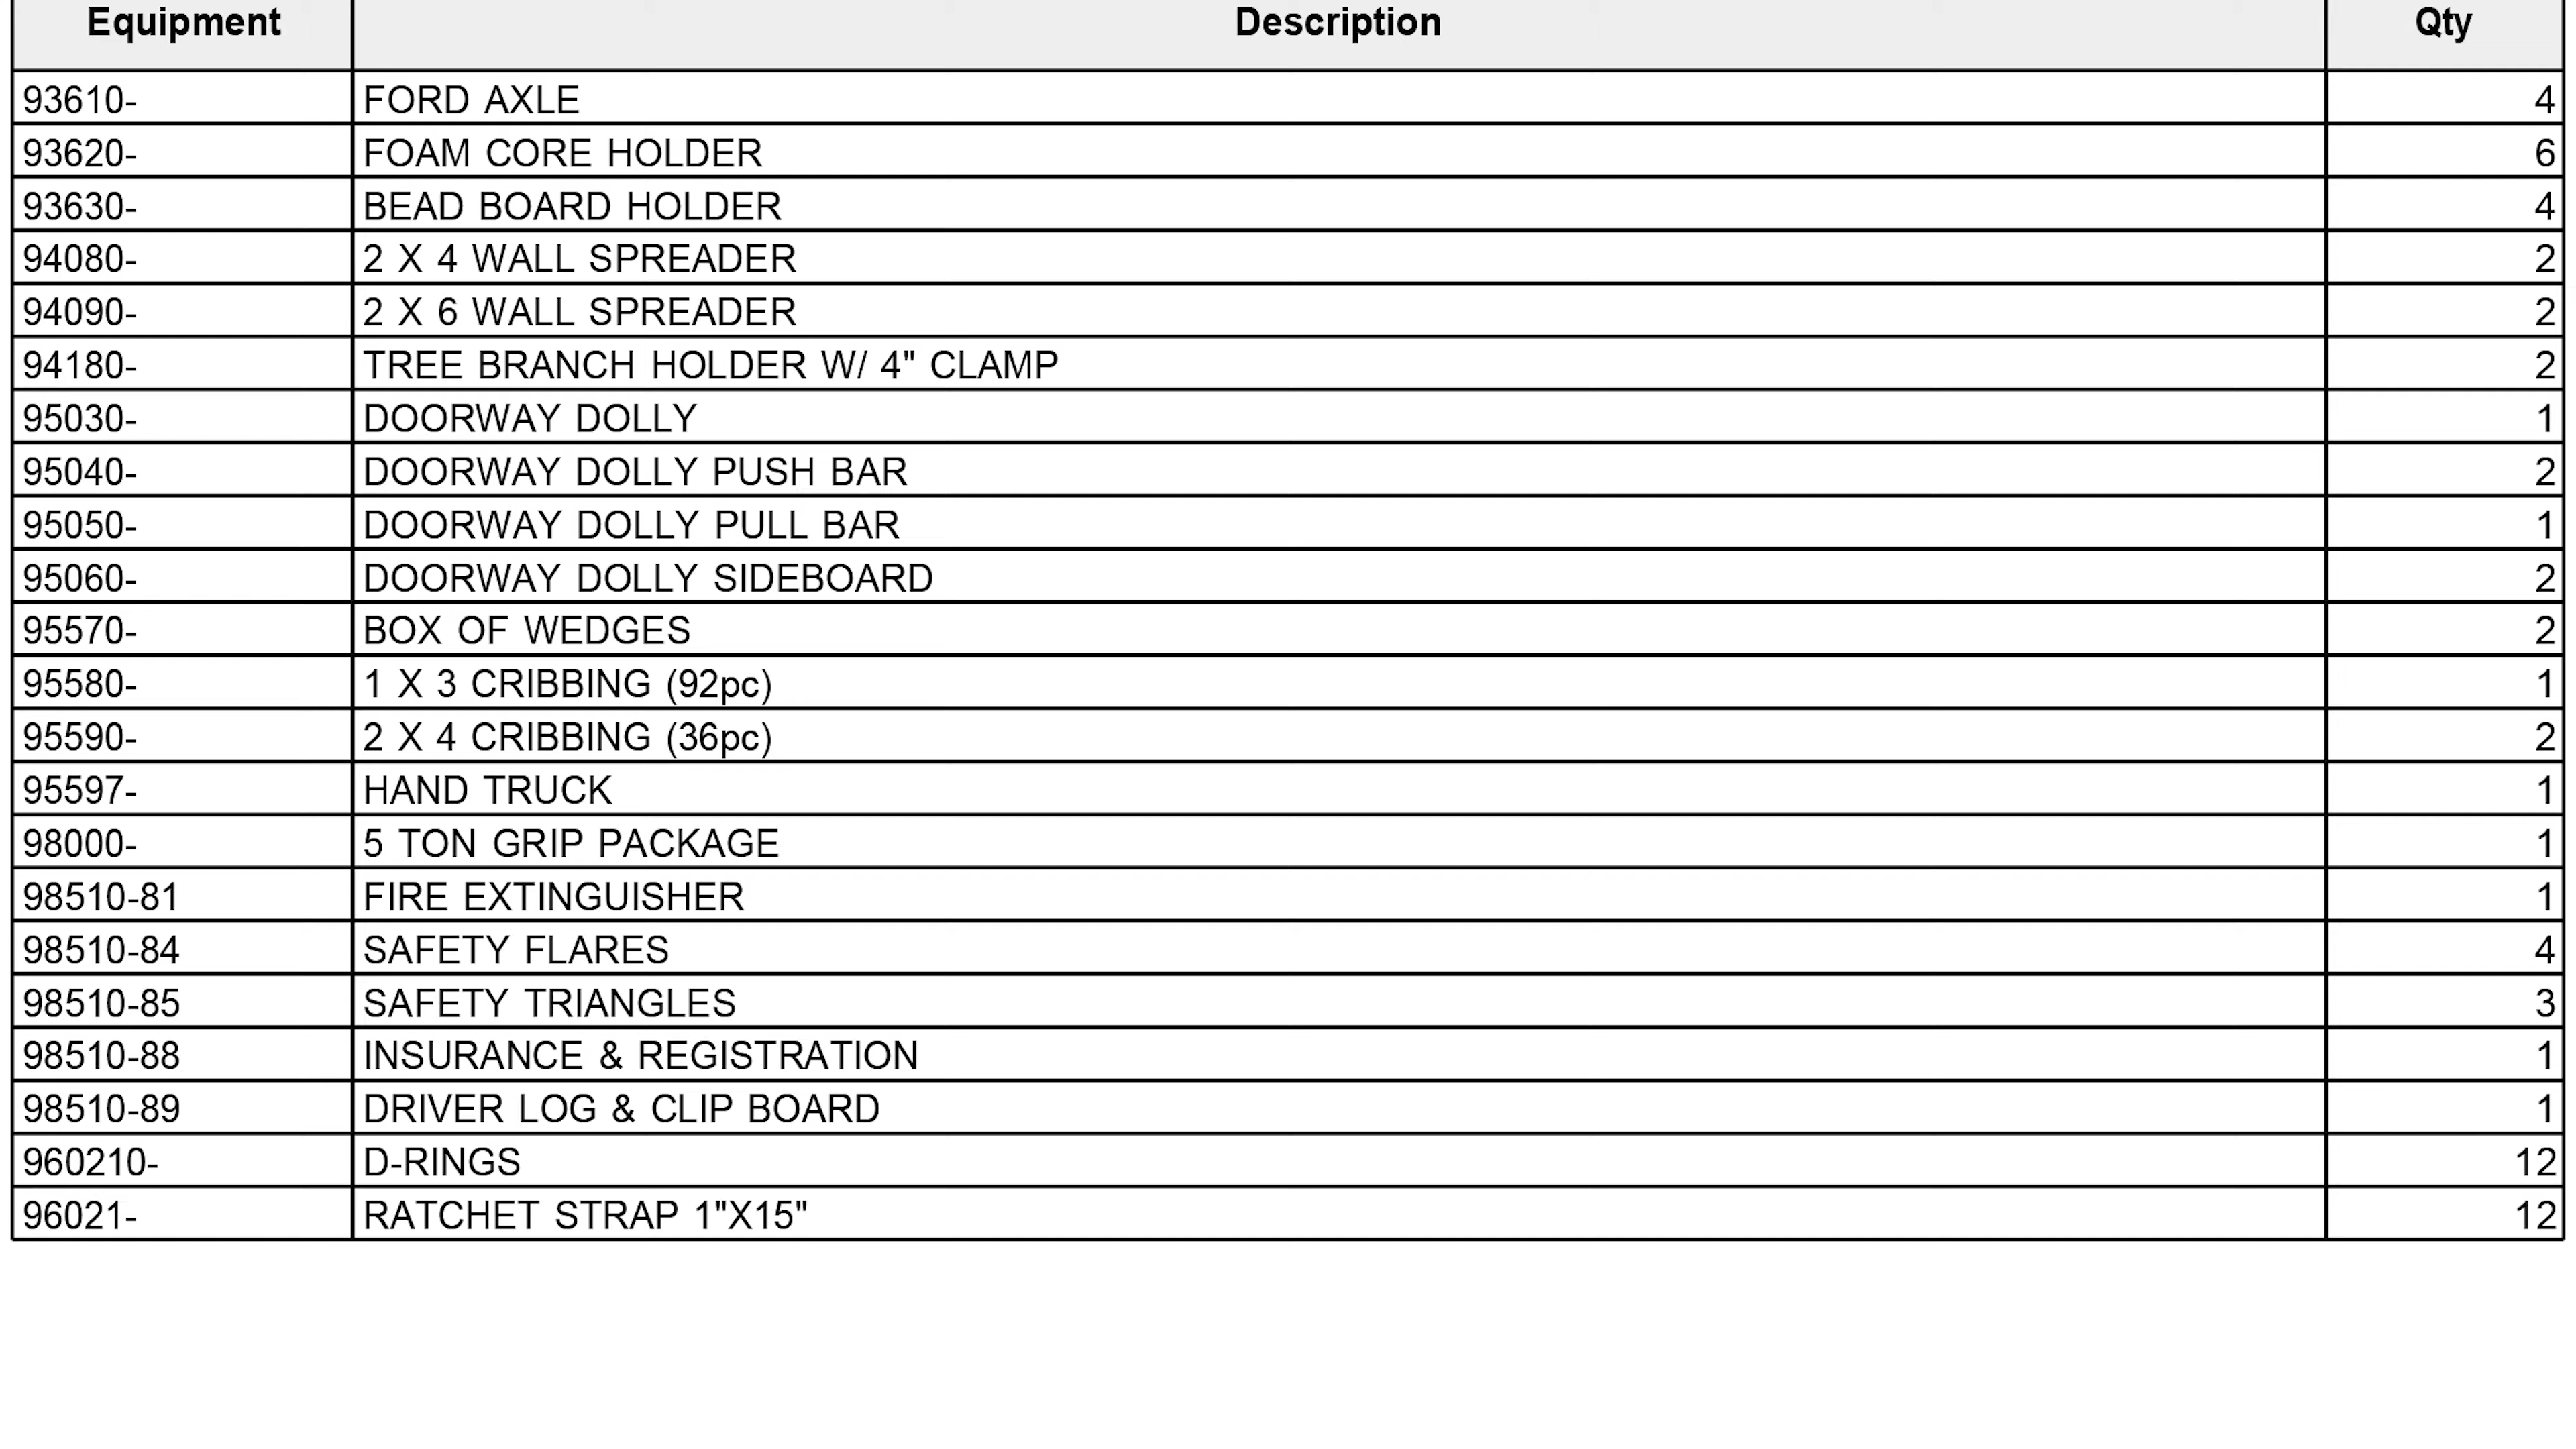 Equipment Description Qty
93610- FORD AXLE 4
93620- FOAM CORE HOLDER 6
93630- BEAD BOARD HOLDER 4
94080- 2 X 4 WALL SPREADER 2
94090- 2 X 6 WALL SPREADER 2
94180- TREE BRANCH HOLDER W/ 4" CLAMP 2
95030- DOORWAY DOLLY 1
95040- DOORWAY DOLLY PUSH BAR 2
95050- DOORWAY DOLLY PULL BAR 1
95060- DOORWAY DOLLY SIDEBOARD 2
95570- BOX OF WEDGES 2
95580- 1 X 3 CRIBBING (92pc) 1
95590- 2 X 4 CRIBBING (36pc) 2
95597- HAND TRUCK 1
98000- 5 TON GRIP PACKAGE 1
98510-81 FIRE EXTINGUISHER 1
98510-84 SAFETY FLARES 4
98510-85 SAFETY TRIANGLES 3
98510-88 INSURANCE & REGISTRATION 1
98510-89 DRIVER LOG & CLIP BOARD 1
960210- D-RINGS 12
96021- RATCHET STRAP 1"X15" 12